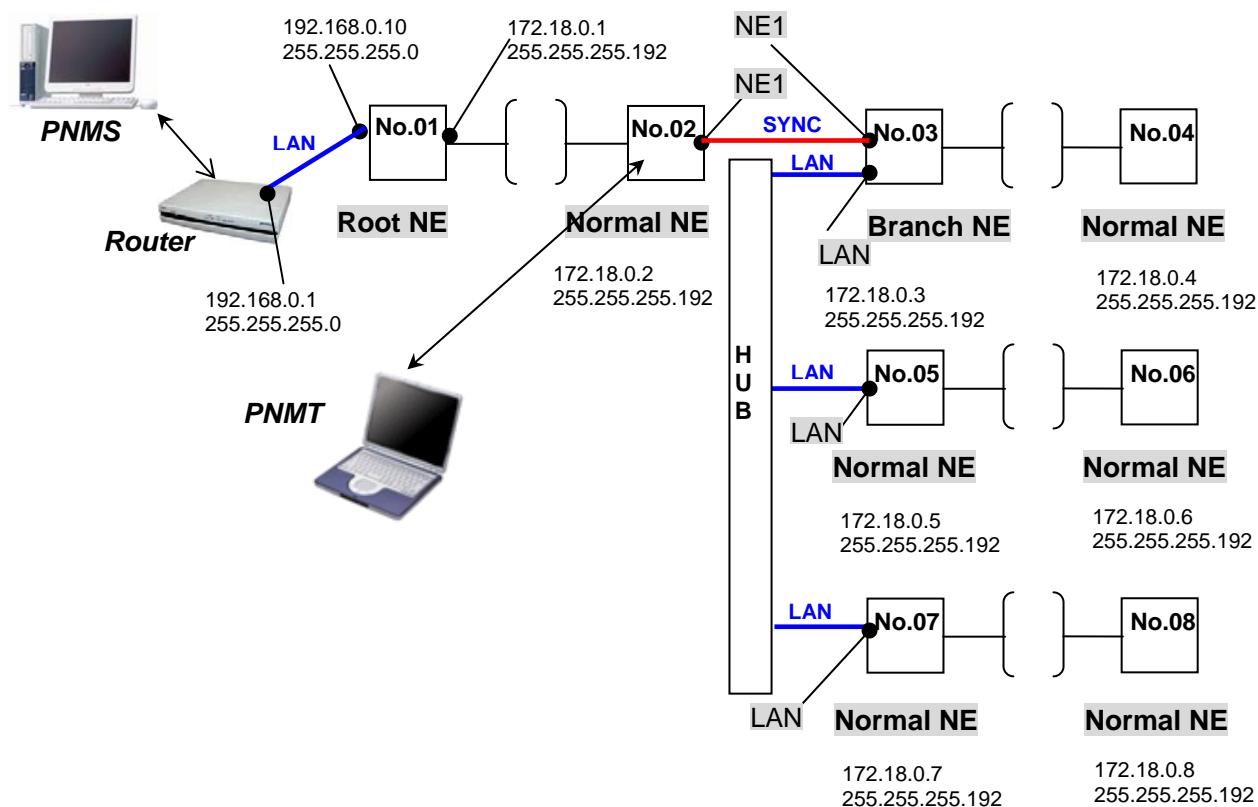 192.168.0.10
255.255.255.0
172.18.0.1
255.255.255.192
NE1
NE1
PNMS
LAN
No.01
No.02
SYNC
LAN
No.03
No.04
Router
Root NE
Normal NE
Branch NE
Normal NE
LAN
192.168.0.1
255.255.255.0
172.18.0.2
255.255.255.192
172.18.0.3
255.255.255.192
172.18.0.4
255.255.255.192
HUB
PNMT
LAN
No.05
No.06
LAN
Normal NE
Normal NE
172.18.0.5
255.255.255.192
172.18.0.6
255.255.255.192
LAN
No.07
No.08
LAN
Normal NE
Normal NE
172.18.0.7
255.255.255.192
172.18.0.8
255.255.255.192